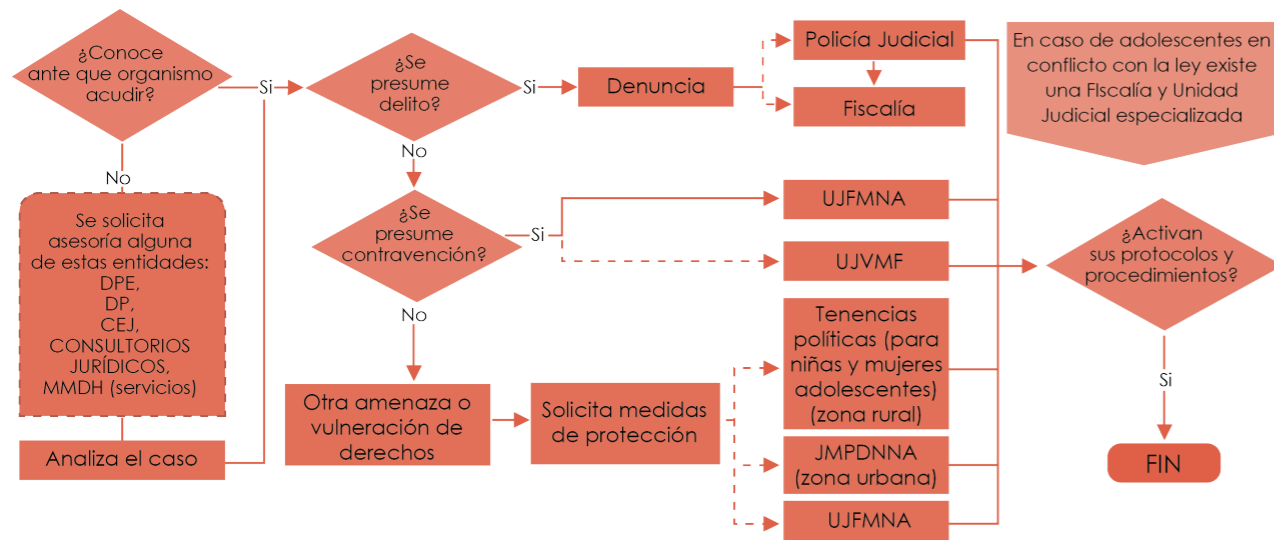 ¿Conoce
ante que organismo
acudir?
Si
No
Se solicita
asesoría alguna
de estas entidades:
DPE,
DP,
CEJ,
CONSULTORIOS
JURÍDICOS,
MMDH (servicios)
Analiza el caso
¿Se
presume
delito?
Si
No
Denuncia
Policía Judicial
Fiscalía
¿Se
presume
contravención?
Si
No
UJFMNA
UJVMF
Otra amenaza o
vulneración de
derechos
Solicita medidas
de protección
Tenencias
políticas (para
niñas y mujeres
adolescentes)
(zona rural)
JMPDNNA
(zona urbana)
UJFMNA
En caso de adolescentes en
conflicto con la ley existe
una FIscalía y Unidad
Judicial especializada
¿Activan
sus protocolos y
procedimientos?
Si
FIN